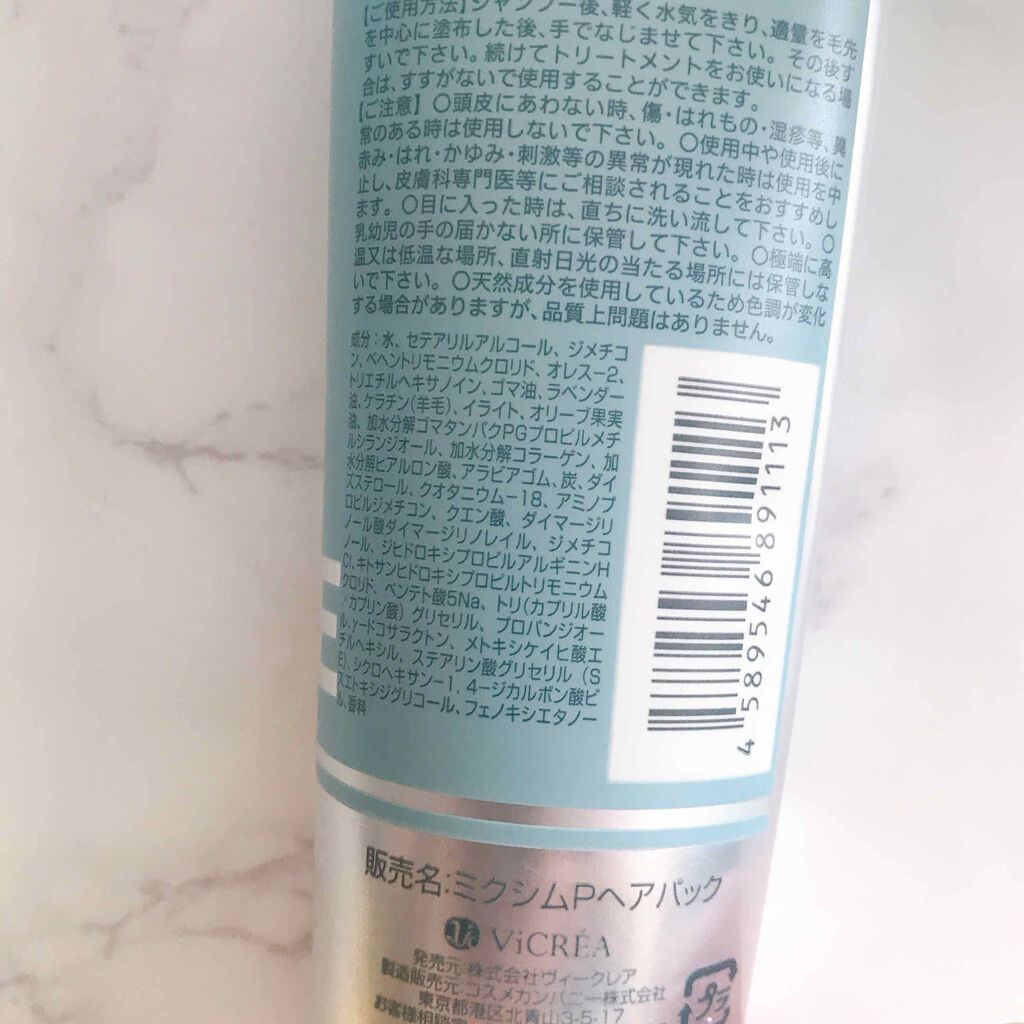 【ご使用方法】シャンプー後、軽く水気をきり、適量を毛先
を中心に塗布した後、手でなじませて下さい。その後す
すいで下さい。続けてトリートメントをお使いになる場
合は、すすがないで使用することができます。
【ご注意】〇頭皮にあわない時、傷・はれもの・湿疹等、異
常のある時は使用しないで下さい。〇使用中や使用後に
赤み・はれ・かゆみ・刺激等の異常が現れた時は使用を中
止し、皮膚科専門医等にご相談されることをおすすめし
ます。〇目に入った時は、直ちに洗い流して下さい。〇
乳幼児の手の届かない所に保管して下さい。〇極端に高
温又は低温な場所、直射日光の当たる場所には保管しな
いで下さい。〇天然成分を使用しているため色調が変化
する場合がありますが、品質上問題はありません。
成分：水、セテアリルアルコール、ジメチコ
ン、ベヘントリモニウムクロリド、オレス－2、
トリエチルヘキサノイン、ゴマ油、ラベンダー
油、ケラチン(羊毛)、イライト、オリーブ果実
油、加水分解ゴマタンパクPGプロピルメチ
ルシランジオール、加水分解コラーゲン、加
水分解ヒアルロン酸、アラビアゴム、炭、ダイ
ズステロール、クオタニウム－18、アミノプ
ロピルジメチコン、クエン酸、ダイマージリ
ノール酸ダイマージリノレイル、ジメチコ
ノール、ジヒドロキシプロピルアルギニンH
Cl、キトサンヒドロキシプロピルトリモニウム
クロリド、ペンテト酸5Na、トリ(カプリル酸
/カプリン酸)グリセリル、プロパンジオー
ル、γ－ドコサラクトン、メトキシケイヒ酸エ
チルヘキシル、ステアリン酸グリセリル(S
E)、シクロヘキサン－1,4－ジカルボン酸ビ
スエトキシジグリコール、フェノキシエタノー
ル、香料
4 589546 891113
販売名：ミクシムPヘアパック
Vi ViCRÉA
発売元 株式会社ヴィークレア
製造販売元：コスメカンパニー株式会社
東京都港区北青山3-5-17
お客様相談室
プラ